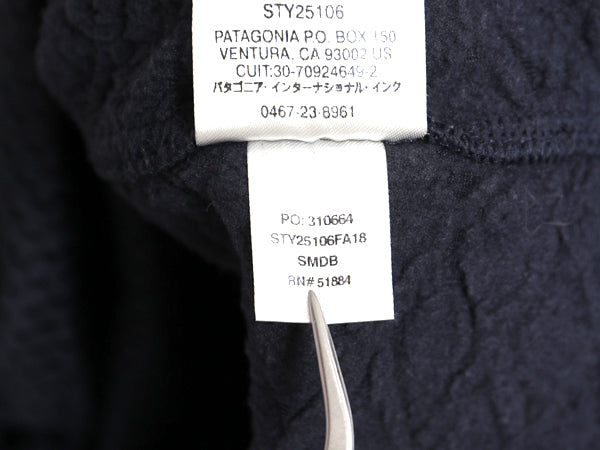 STY25106
PATAGONIA P.O. BOX 150
VENTURA, CA 93002 US
CUIT:30-70924649-2
パタゴニア・インターナショナル・インク
0467-23-8961
PO: 310664
STY25106FA18
SMDB
RN# 51884